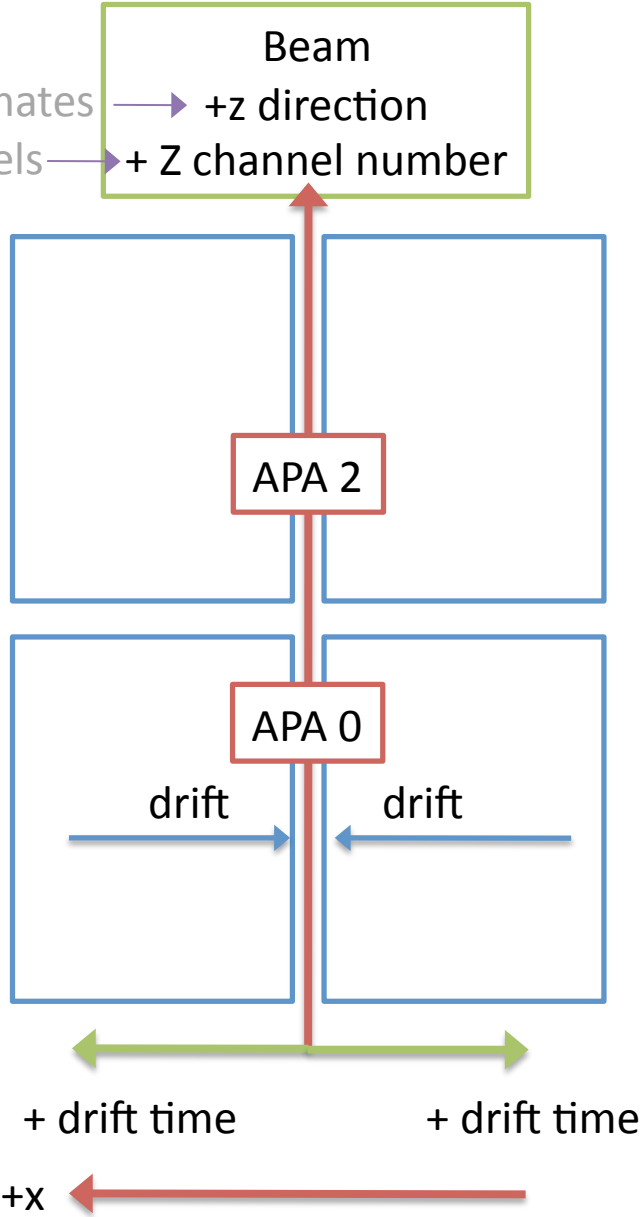 Beam
+z direction
+ Z channel number
APA 2
APA 0
drift drift
+ drift time + drift time
+x